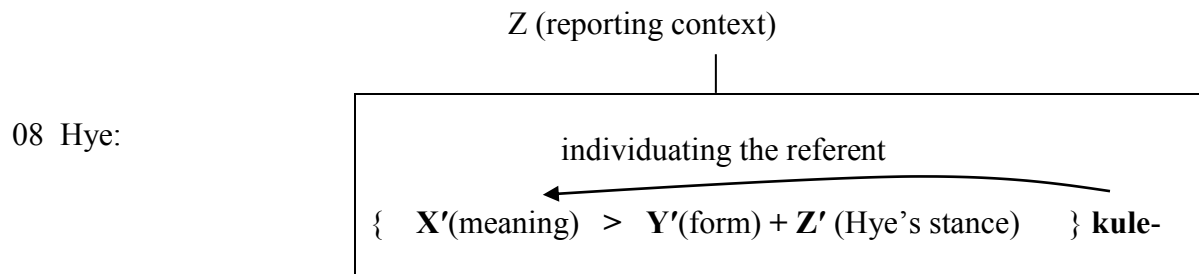 Z (reporting context)
08 Hye:
individuating the referent
{ X′(meaning) > Y′(form) + Z′ (Hye’s stance) } kule-